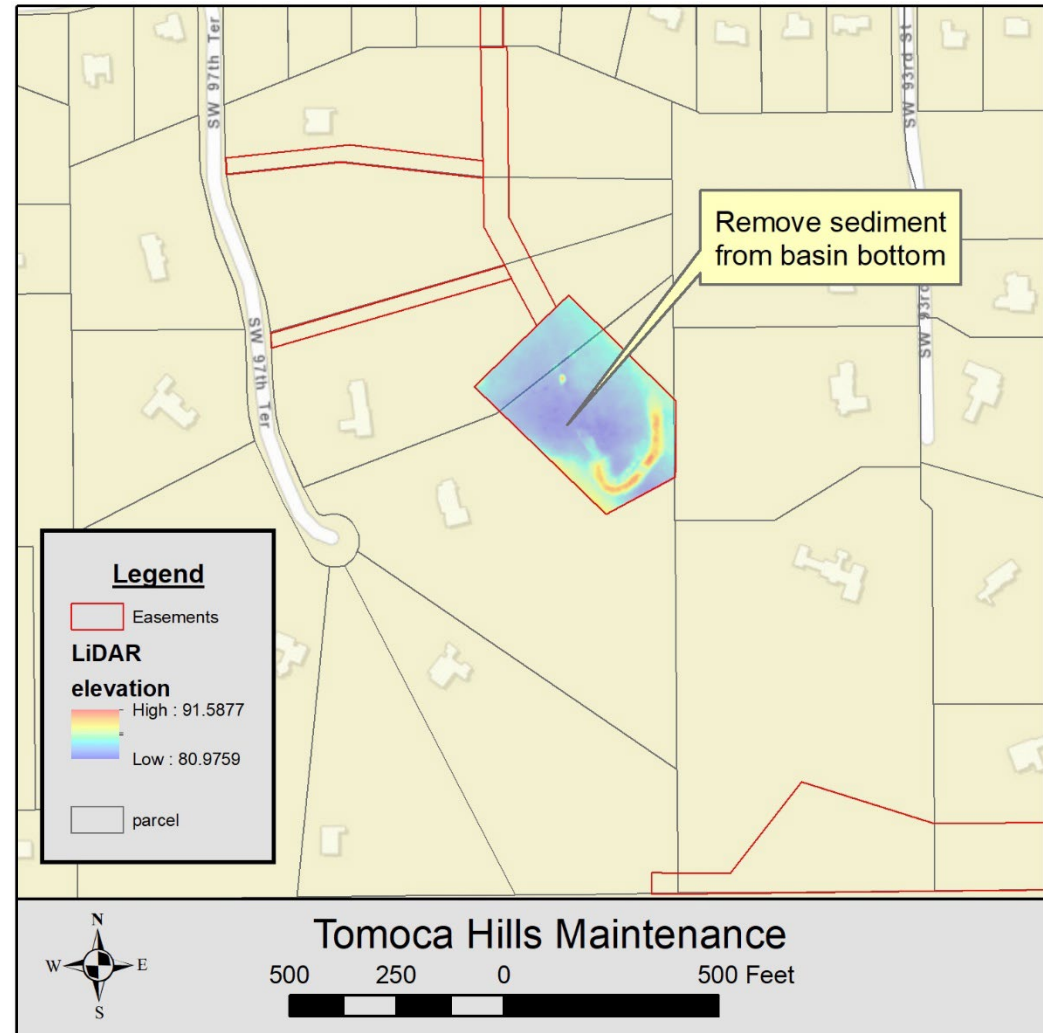 SW 97th Ter
SW 93rd St
Remove sediment
from basin bottom
SW 93rd
SW 97th Ter
Legend
Easements
LiDAR
elevation
High : 91.5877
Low : 80.9759
parcel
N
W E
S
Tomoca Hills Maintenance
500 250 0 500 Feet